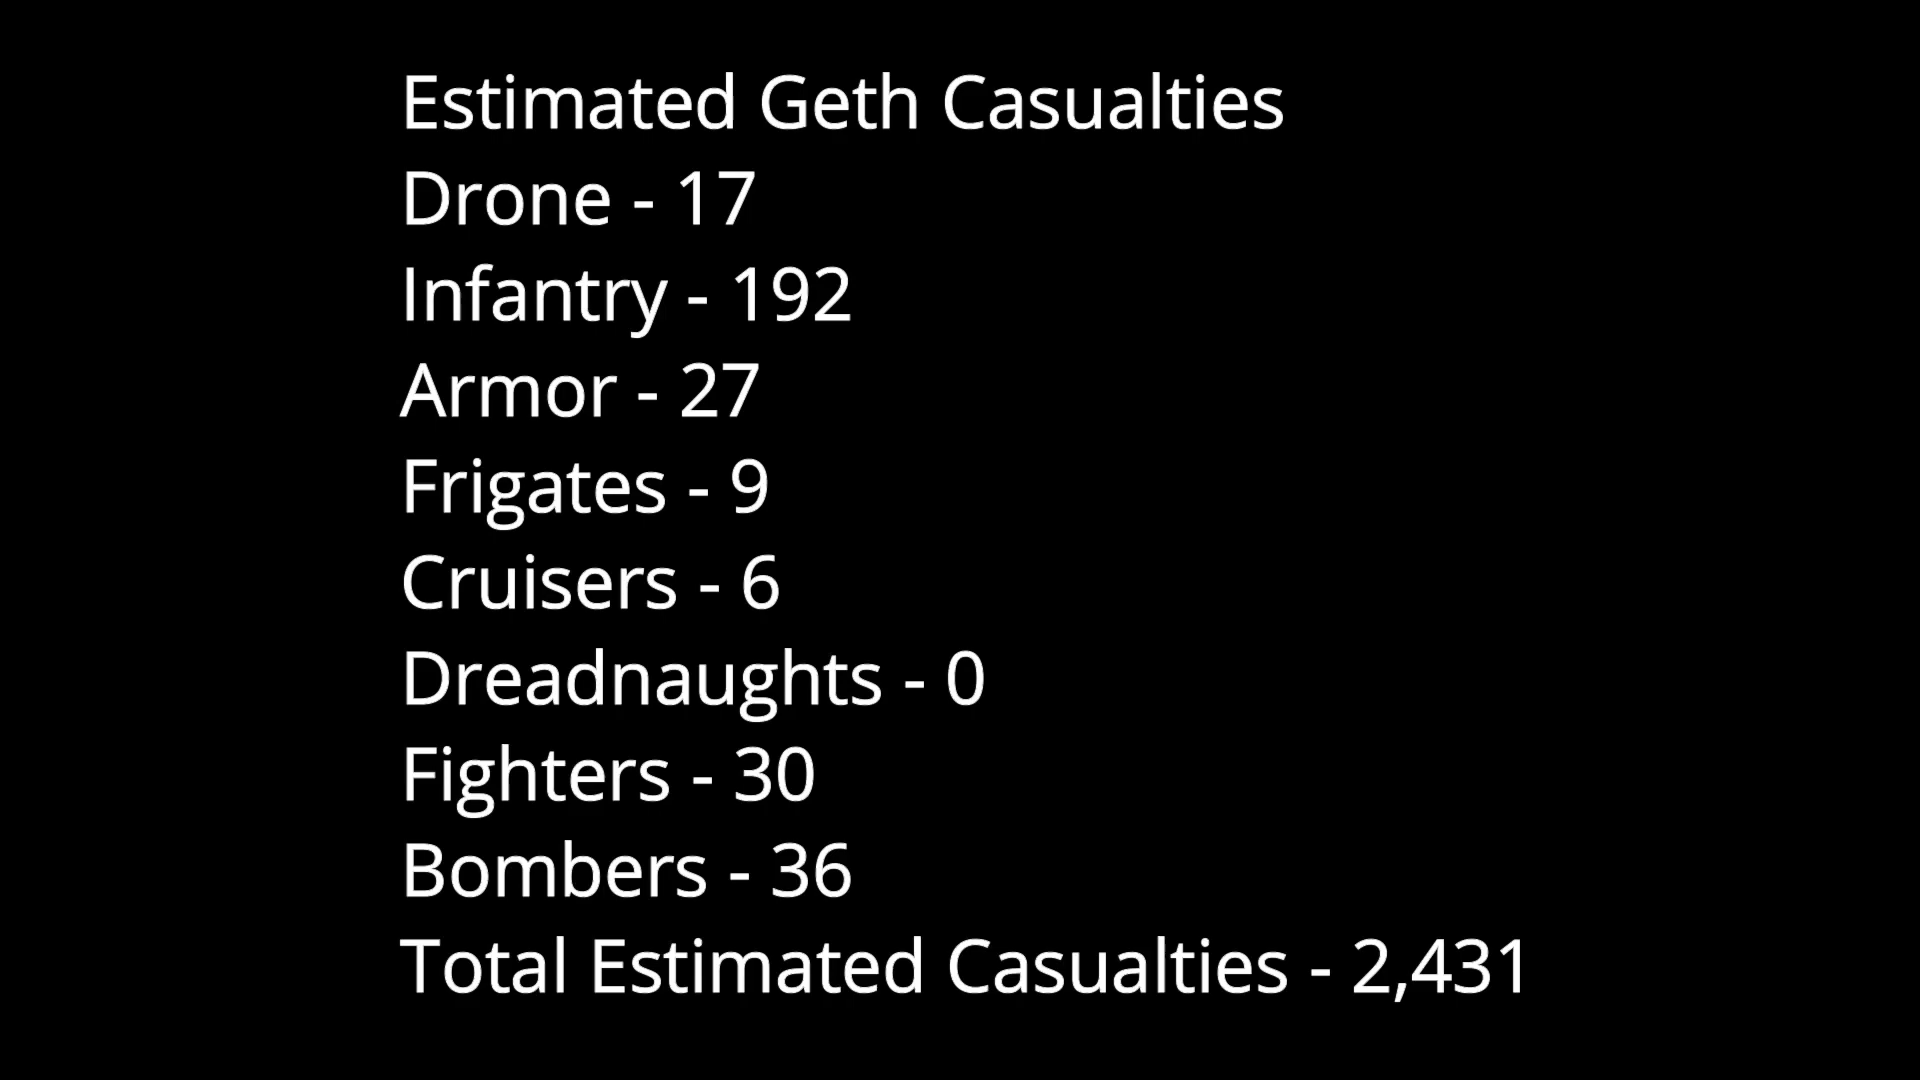 Estimated Geth Casualties
Drone - 17
Infantry - 192
Armor - 27
Frigates - 9
Cruisers - 6
Dreadnaughts - 0
Fighters - 30
Bombers - 36
Total Estimated Casualties - 2,431